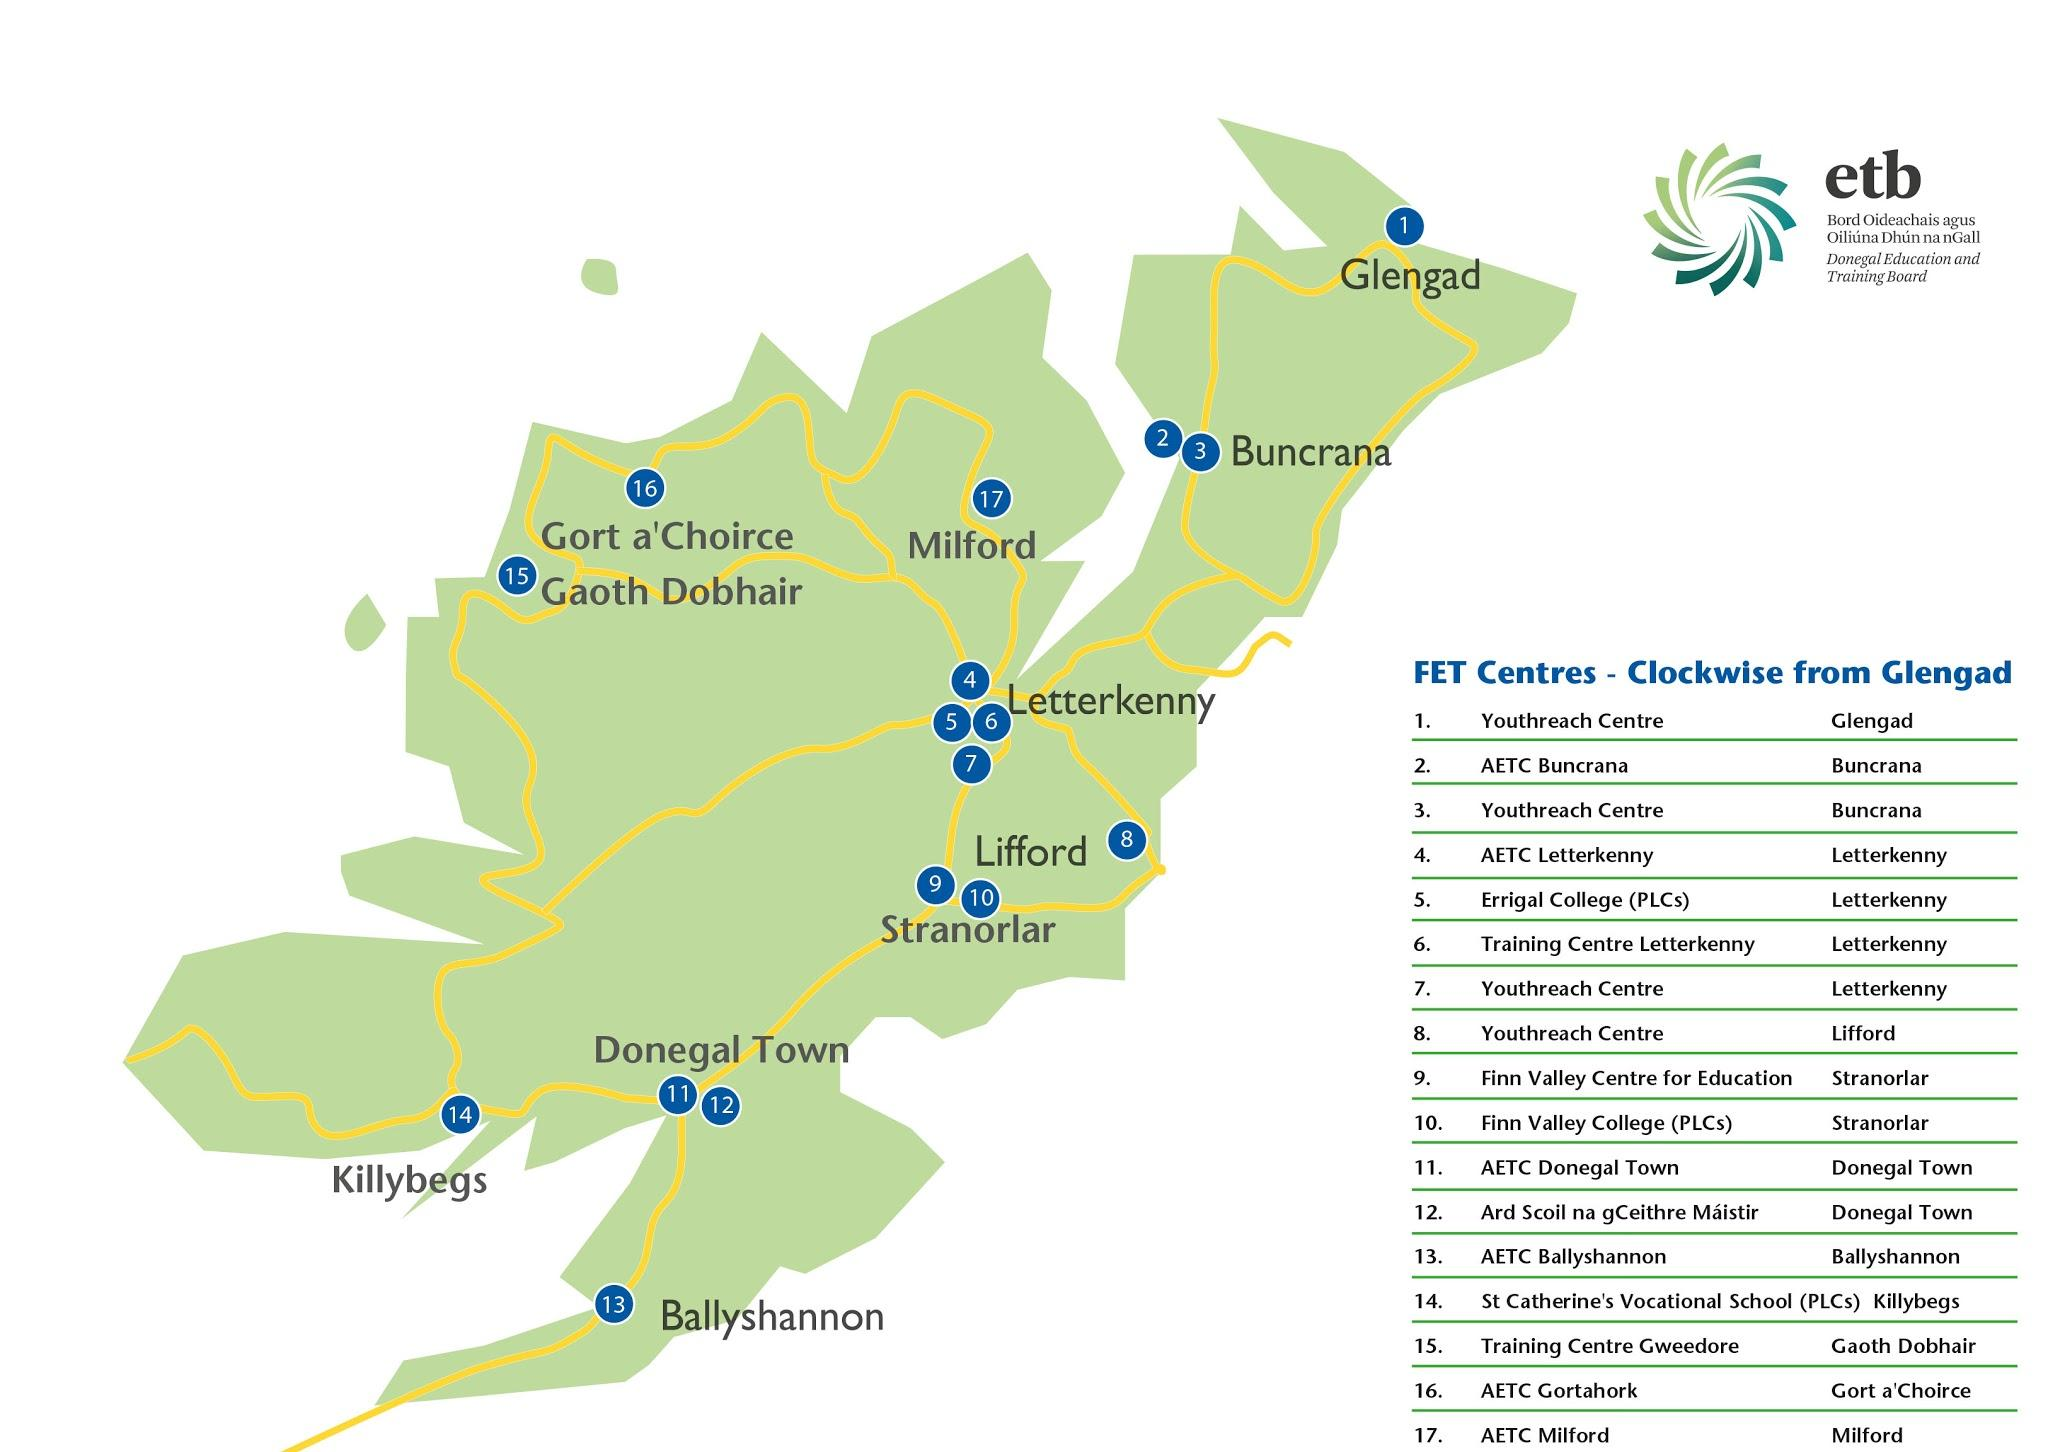 1
Glengad
2
3
Buncrana
16
17
Gort a'Choirce
Milford
15
Gaoth Dobhair
4
Letterkenny
5
6
7
Lifford
8
9
10
Stranorlar
Donegal Town
11
12
14
Killybegs
13
Ballyshannon
etb
Bord Oideachais agus
Oiliúna Dhún na nGall
Donegal Education and
Training Board
FET Centres - Clockwise from Glengad
1. Youthreach Centre Glengad
2. AETC Buncrana Buncrana
3. Youthreach Centre Buncrana
4. AETC Letterkenny Letterkenny
5. Errigal College (PLCs) Letterkenny
6. Training Centre Letterkenny Letterkenny
7. Youthreach Centre Letterkenny
8. Youthreach Centre Lifford
9. Finn Valley Centre for Education Stranorlar
10. Finn Valley College (PLCs) Stranorlar
11. AETC Donegal Town Donegal Town
12. Ard Scoil na gCeithre Máistir Donegal Town
13. AETC Ballyshannon Ballyshannon
14. St Catherine's Vocational School (PLCs) Killybegs
15. Training Centre Gweedore Gaoth Dobhair
16. AETC Gortahork Gort a'Choirce
17. AETC Milford Milford